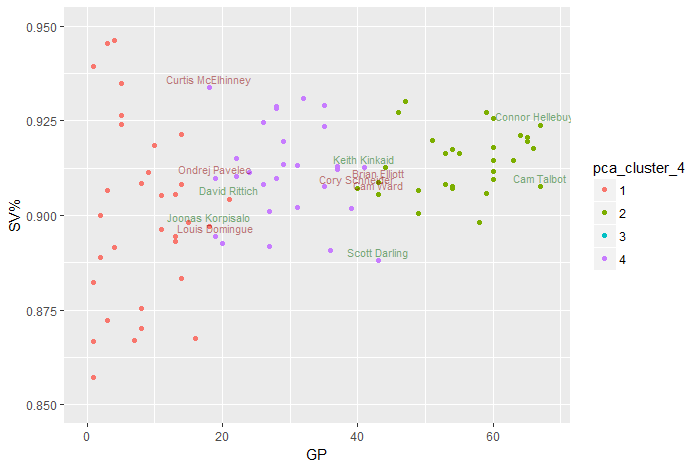 0.950
0.925
0.900
0.875
0.850
SV%
Curtis McElhinney
Connor Hellebuy
Keith Kinkaid
Ondrej Pavelec
Brian Elliott
Cory Schneider
Cam Talbot
Cam Ward
David Rittich
Joonas Korpisalo
Louis Domingue
Scott Darling
0
20
40
60
GP
pca_cluster_4
1
2
3
4